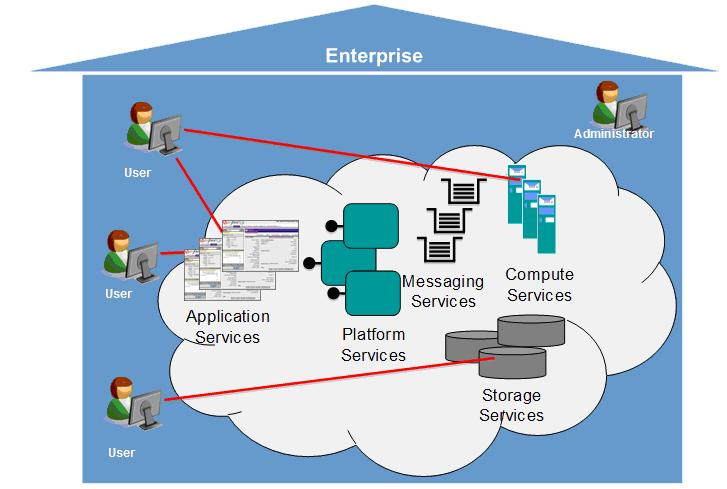 Enterprise
Administrator
User
User
User
Application
Services
Platform
Services
Messaging
Services
Compute
Services
Storage
Services